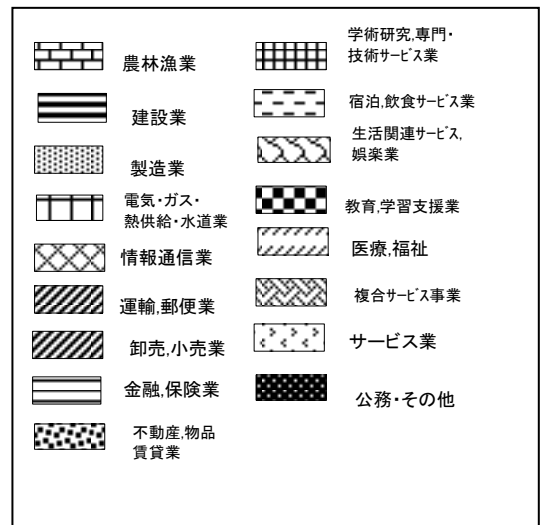 農林漁業
建設業
製造業
電気・ガス・
熱供給・水道業
情報通信業
運輸,郵便業
卸売,小売業
金融,保険業
不動産,物品
賃貸業
学術研究,専門・
技術サービス業
宿泊,飲食サービス業
生活関連サービス,
娯楽業
教育,学習支援業
医療,福祉
複合サービス事業
サービス業
公務・その他